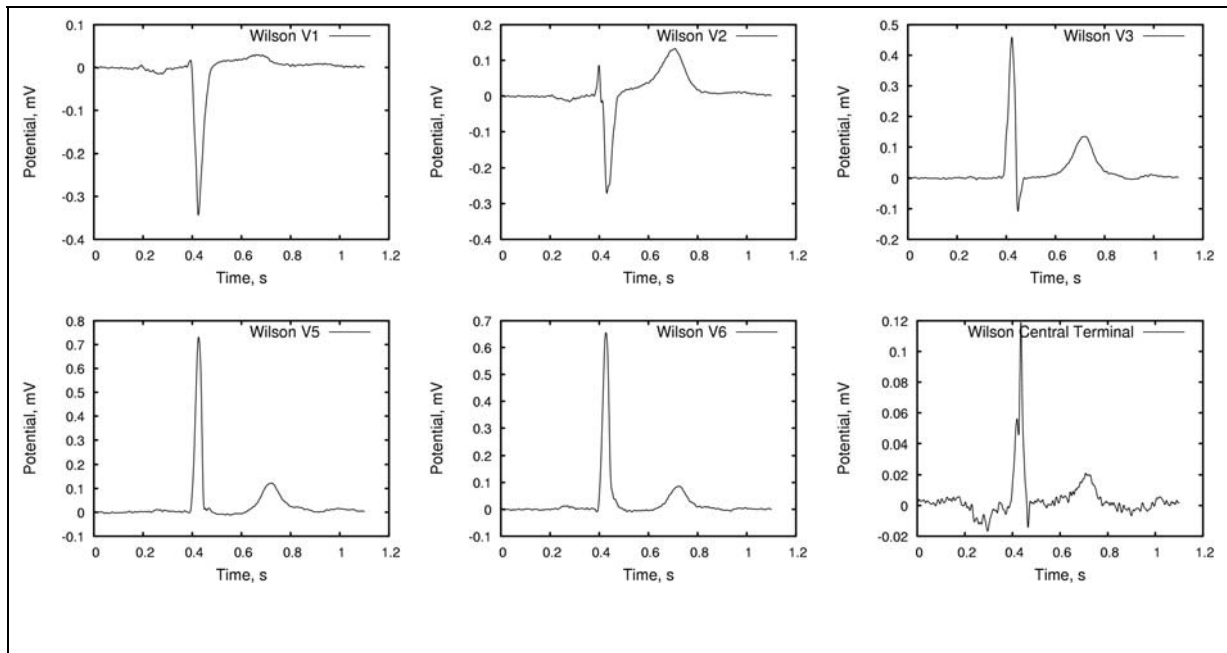 Wilson V1
Potential, mV
0.1
0
-0.1
-0.2
-0.3
-0.4
0 0.2 0.4 0.6 0.8 1 1.2
Time, s
Wilson V2
Potential, mV
0.2
0.1
0
-0.1
-0.2
-0.3
-0.4
0 0.2 0.4 0.6 0.8 1 1.2
Time, s
Wilson V3
Potential, mV
0.5
0.4
0.3
0.2
0.1
0
-0.1
-0.2
0 0.2 0.4 0.6 0.8 1 1.2
Time, s
Wilson V5
Potential, mV
0.8
0.7
0.6
0.5
0.4
0.3
0.2
0.1
0
-0.1
0 0.2 0.4 0.6 0.8 1 1.2
Time, s
Wilson V6
Potential, mV
0.7
0.6
0.5
0.4
0.3
0.2
0.1
0
-0.1
0 0.2 0.4 0.6 0.8 1 1.2
Time, s
Wilson Central Terminal
Potential, mV
0.12
0.1
0.08
0.06
0.04
0.02
0
-0.02
0 0.2 0.4 0.6 0.8 1 1.2
Time, s